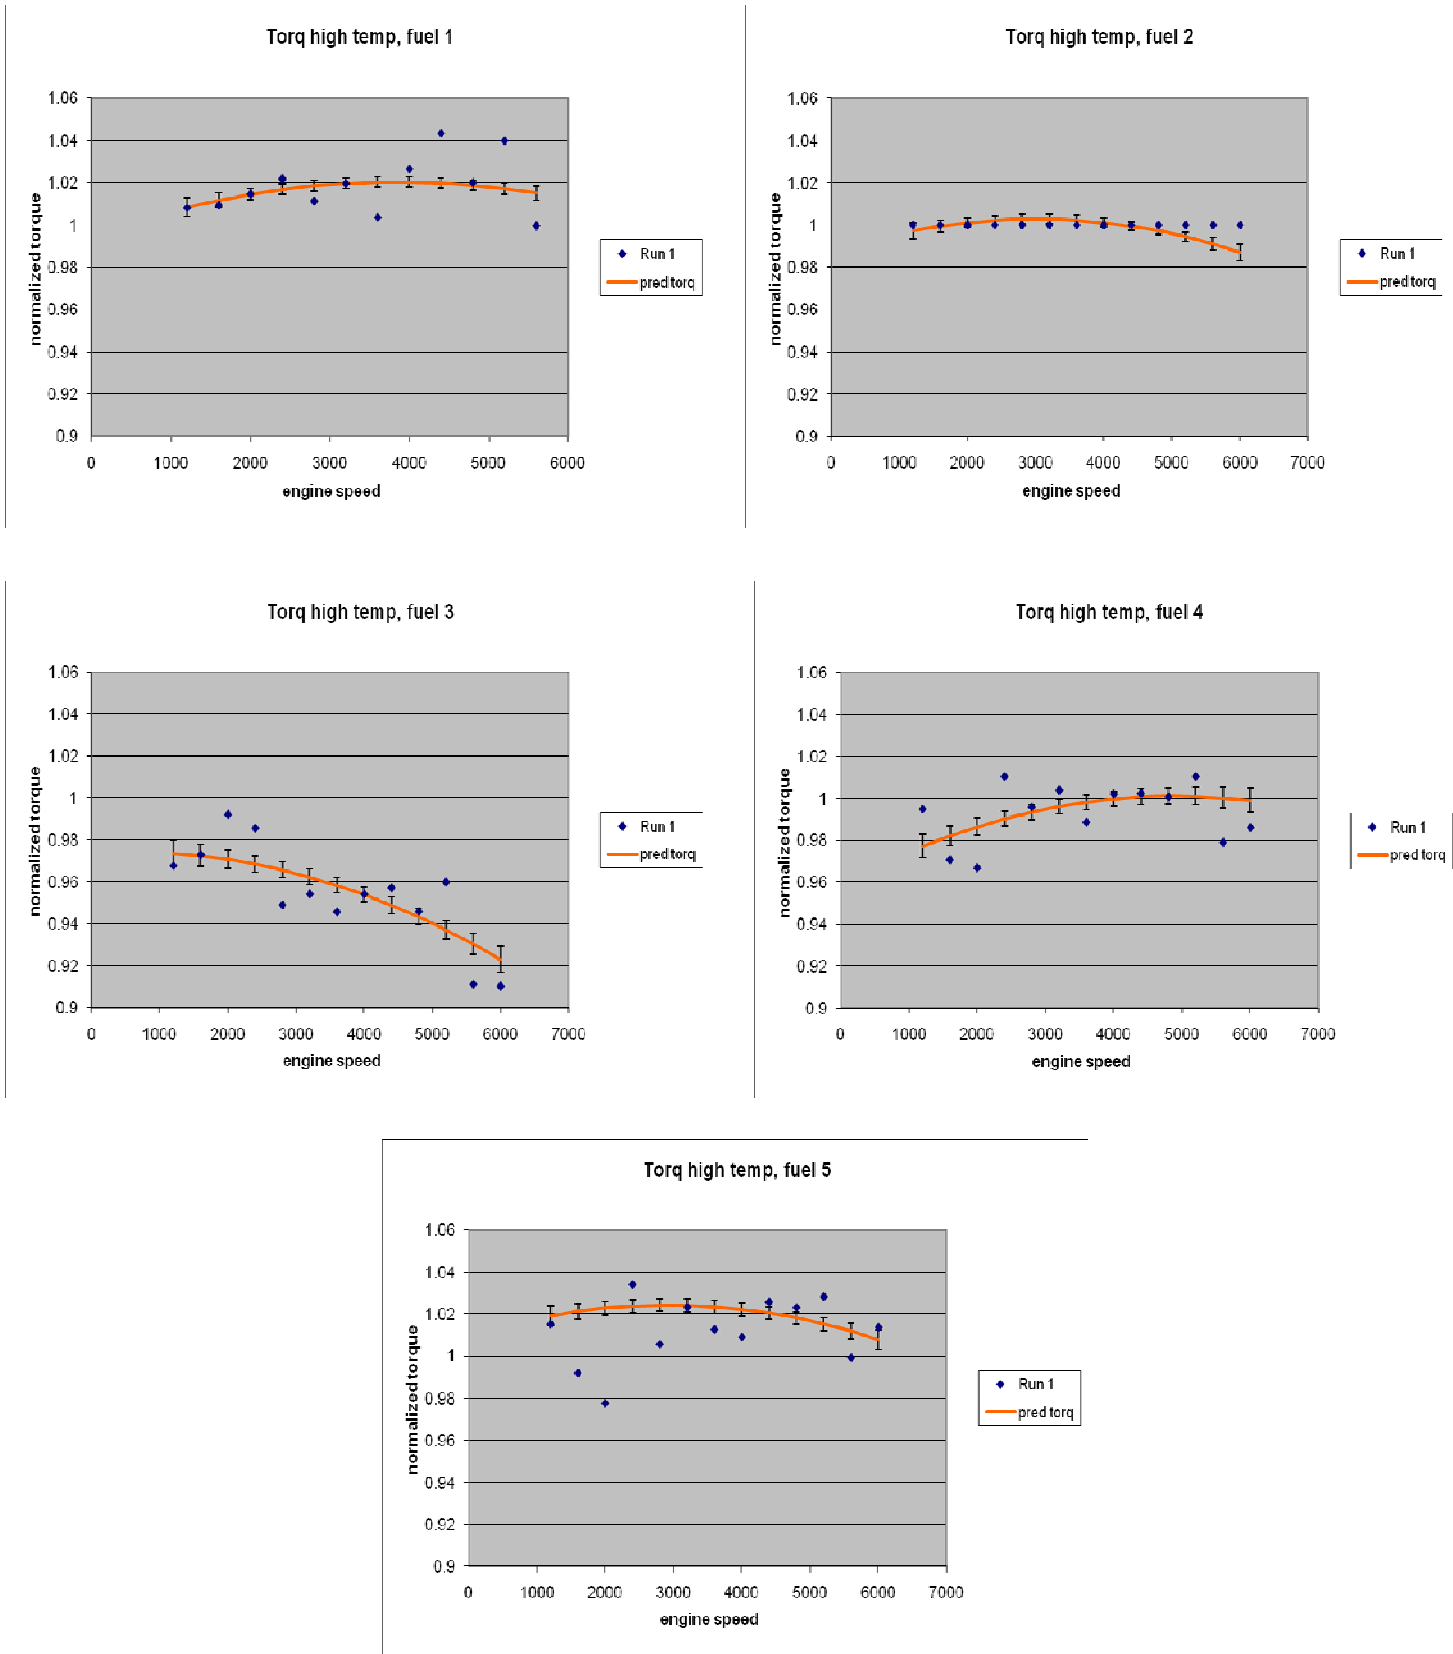 Torq high temp, fuel 1
normalized torque
1.06
1.04
1.02
1
0.98
0.96
0.94
0.92
0.9
0 1000 2000 3000 4000 5000 6000
engine speed
Run 1
pred torq
Torq high temp, fuel 2
normalized torque
1.06
1.04
1.02
1
0.98
0.96
0.94
0.92
0.9
0 1000 2000 3000 4000 5000 6000 7000
engine speed
Run 1
pred torq
Torq high temp, fuel 3
normalized torque
1.06
1.04
1.02
1
0.98
0.96
0.94
0.92
0.9
0 1000 2000 3000 4000 5000 6000 7000
engine speed
Run 1
pred torq
Torq high temp, fuel 4
normalized torque
1.06
1.04
1.02
1
0.98
0.96
0.94
0.92
0.9
0 1000 2000 3000 4000 5000 6000 7000
engine speed
Run 1
pred torq
Torq high temp, fuel 5
normalized torque
1.06
1.04
1.02
1
0.98
0.96
0.94
0.92
0.9
0 1000 2000 3000 4000 5000 6000 7000
engine speed
Run 1
pred torq